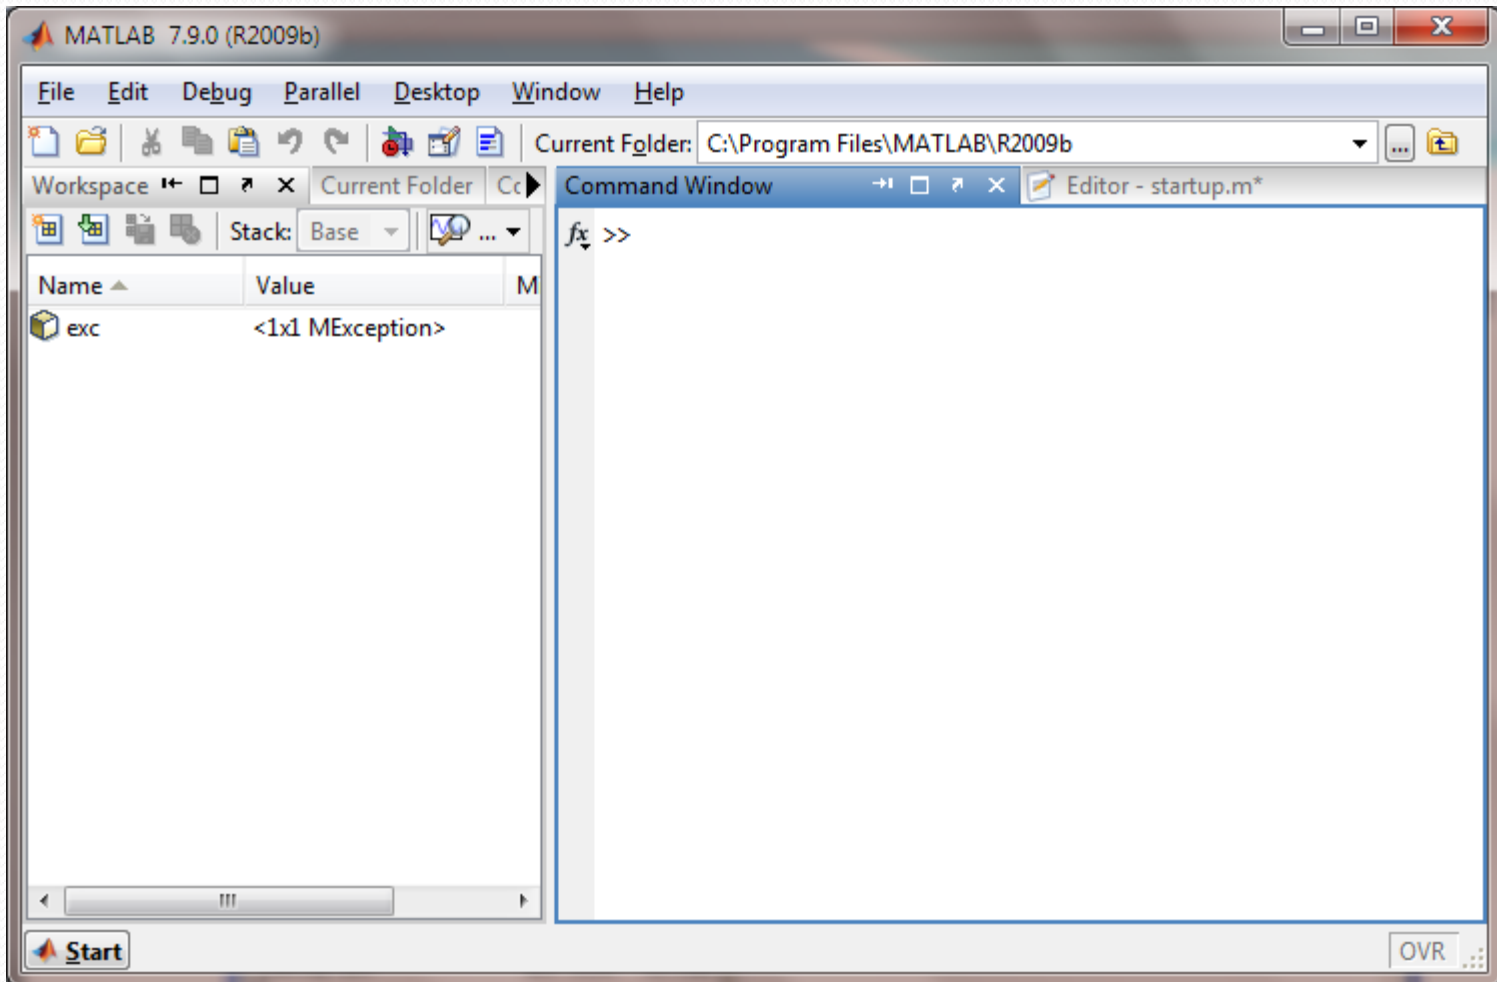 MATLAB 7.9.0 (R2009b)
File Edit Debug Parallel Desktop Window Help
Current Folder: C:\Program Files\MATLAB\R2009b ...
Workspace Current Folder Cc Command Window Editor - startup.m*
Stack: Base ... fx >>
Name Value M
exc <1x1 MException>
Start OVR